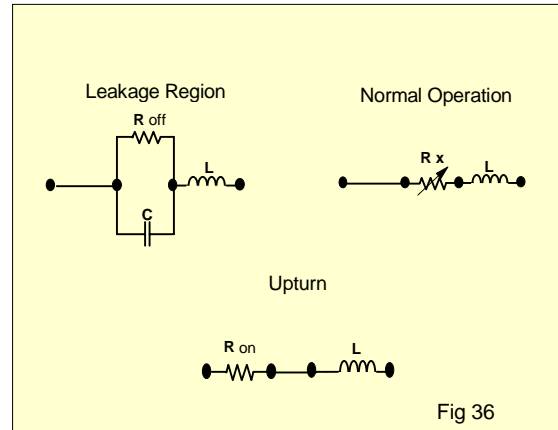 Leakage Region
R off
L
C
Normal Operation
R x
L
Upturn
R on
L
Fig 36